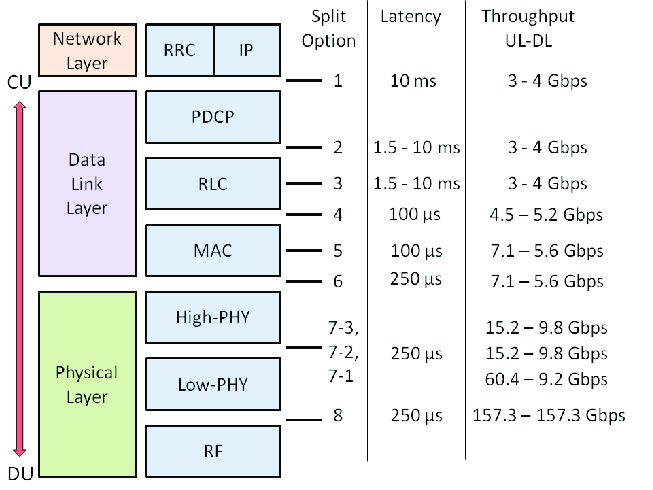 Split
Option
Latency
Throughput
UL-DL
Network
Layer
RRC
IP
CU
1
10 ms
3 - 4 Gbps
Data
Link
Layer
PDCP
2
1.5 - 10 ms
3 - 4 Gbps
RLC
3
1.5 - 10 ms
3 - 4 Gbps
4
100 µs
4.5 – 5.2 Gbps
MAC
5
100 µs
7.1 – 5.6 Gbps
6
250 µs
7.1 – 5.6 Gbps
Physical
Layer
High-PHY
7-3,
7-2,
7-1
250 µs
15.2 – 9.8 Gbps
15.2 – 9.8 Gbps
60.4 – 9.2 Gbps
Low-PHY
8
250 µs
157.3 – 157.3 Gbps
RF
DU